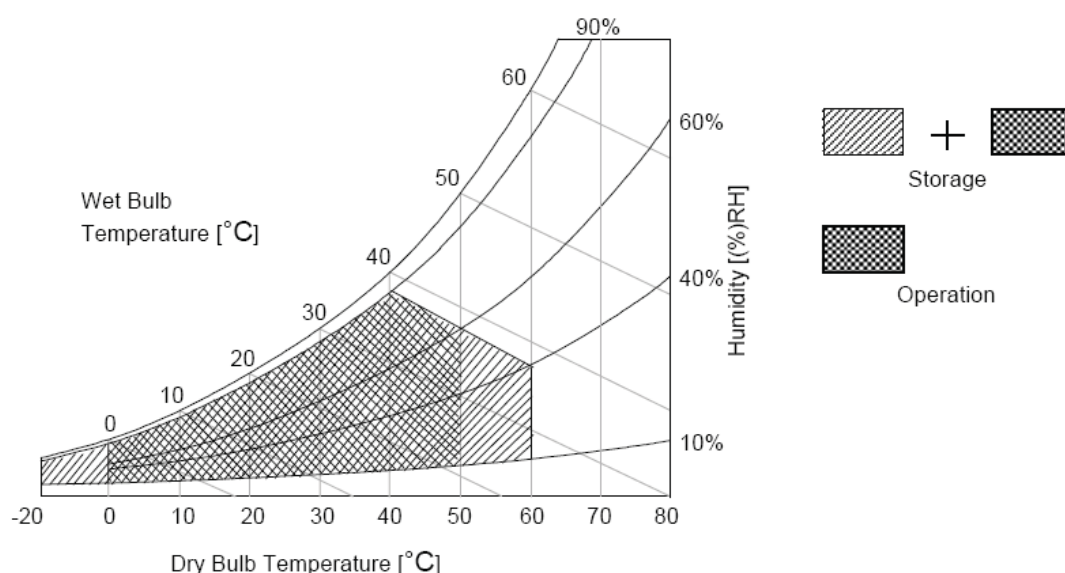 90%
60
60%
50
Storage
Wet Bulb
Temperature [°C]
40
40%
Humidity [(%)RH]
Operation
30
20
10
0
10%
-20 0 10 20 30 40 50 60 70 80
Dry Bulb Temperature [°C]